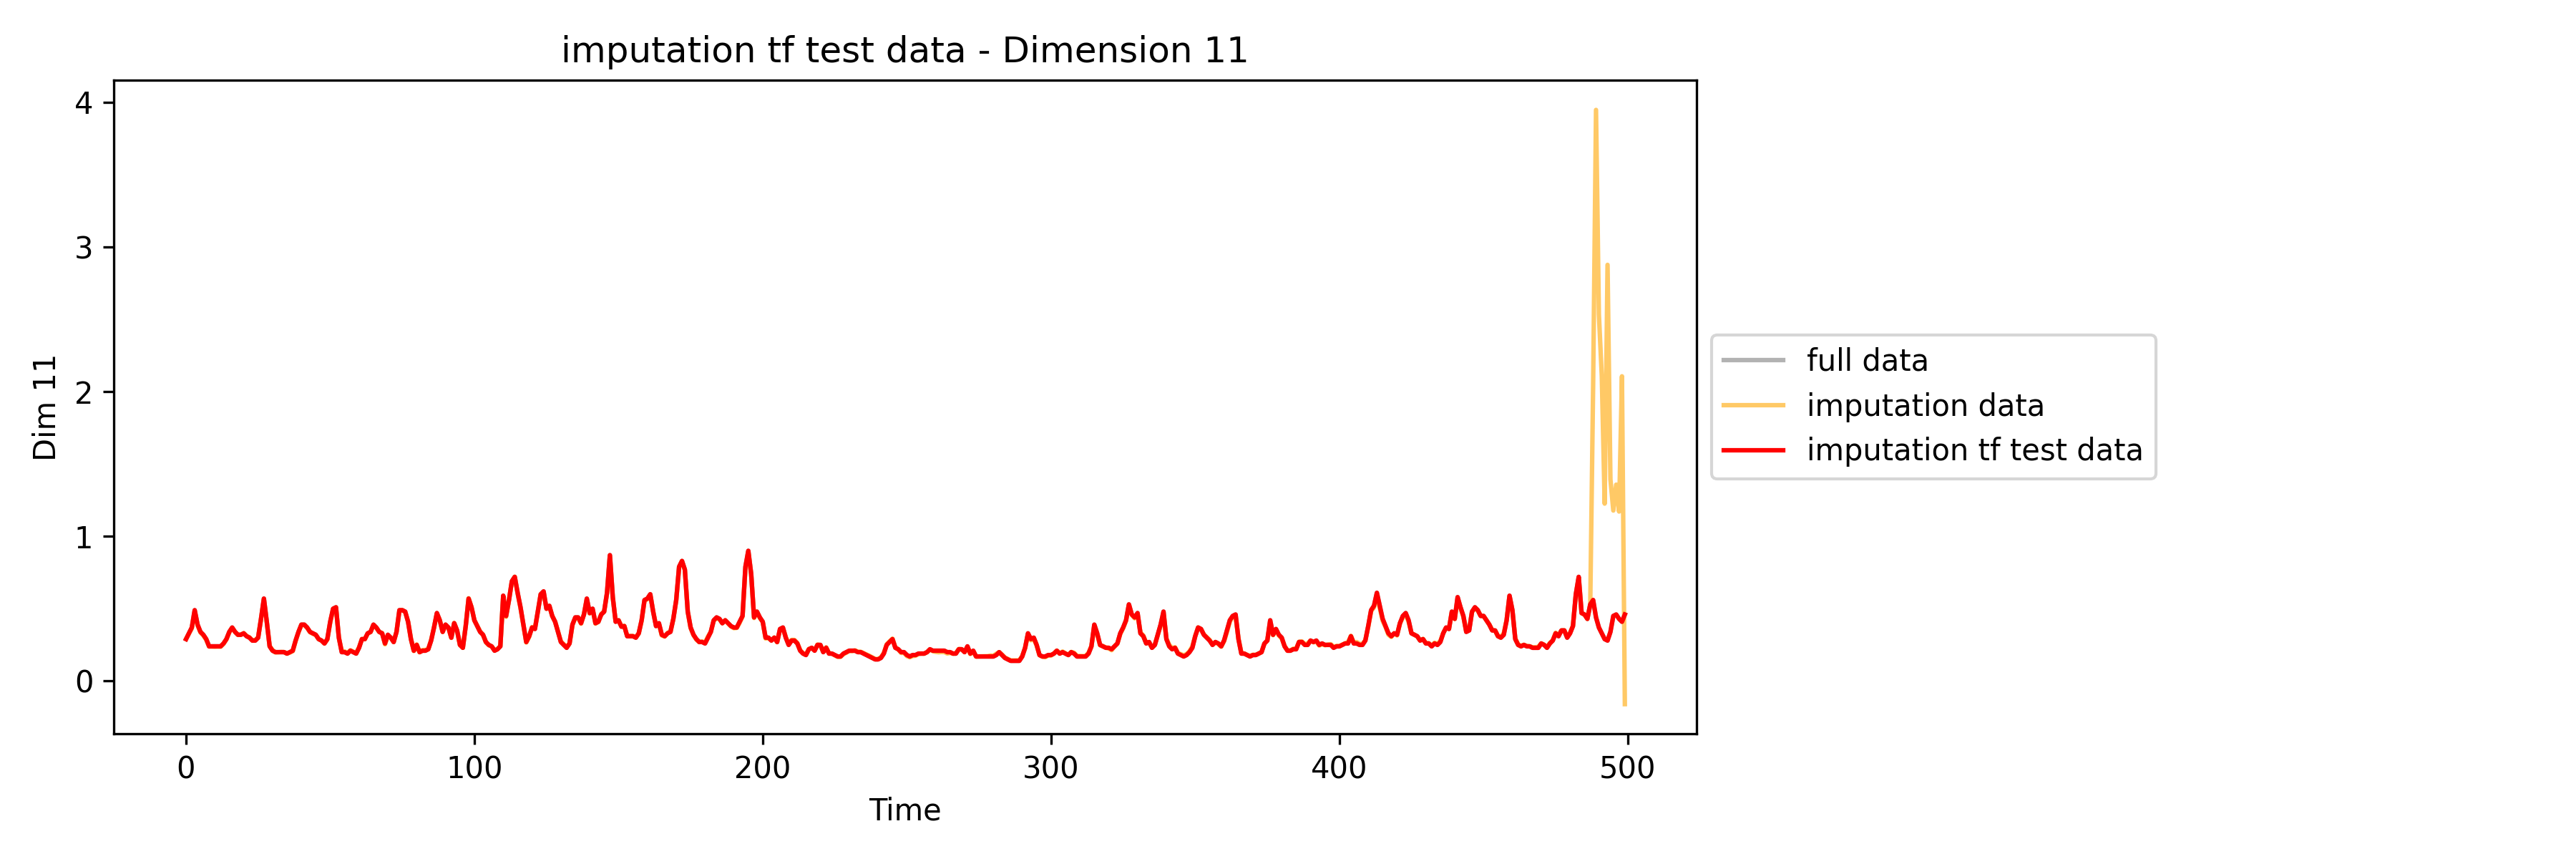 imputation tf test data - Dimension 11
4
3
2
1
0
Dim 11
0 100 200 300 400 500
Time
full data
imputation data
imputation tf test data